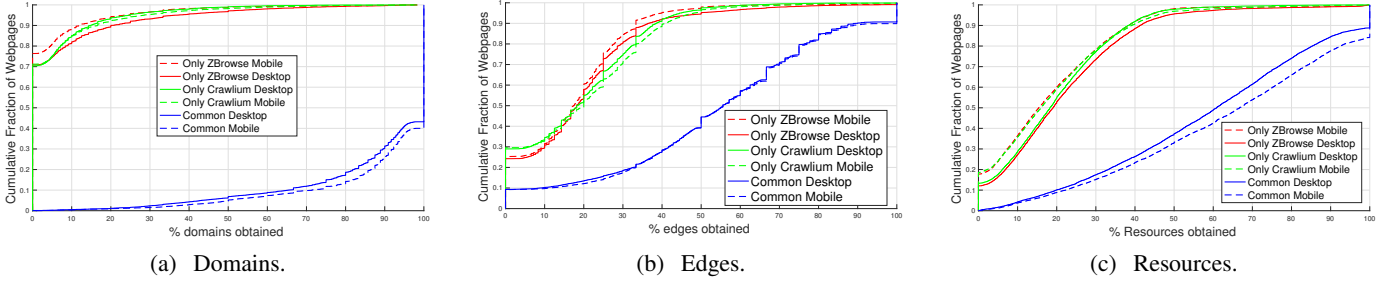 Cumulative Fraction of Webpages
1
0.9
0.8
0.7
0.6
0.5
0.4
0.3
0.2
0.1
0
Only ZBrowse Mobile
Only ZBrowse Desktop
Only Crawlium Desktop
Only Crawlium Mobile
Common Desktop
Common Mobile
0 10 20 30 40 50 60 70 80 90 100
% domains obtained
(a) Domains.
Cumulative Fraction of Webpages
1
0.9
0.8
0.7
0.6
0.5
0.4
0.3
0.2
0.1
0
Only ZBrowse Mobile
Only ZBrowse Desktop
Only Crawlium Desktop
Only Crawlium Mobile
Common Desktop
Common Mobile
0 10 20 30 40 50 60 70 80 90 100
% edges obtained
(b) Edges.
Cumulative Fraction of Webpages
1
0.9
0.8
0.7
0.6
0.5
0.4
0.3
0.2
0.1
0
Only ZBrowse Mobile
Only ZBrowse Desktop
Only Crawlium Desktop
Only Crawlium Mobile
Common Desktop
Common Mobile
0 10 20 30 40 50 60 70 80 90 100
% Resources obtained
(c) Resources.